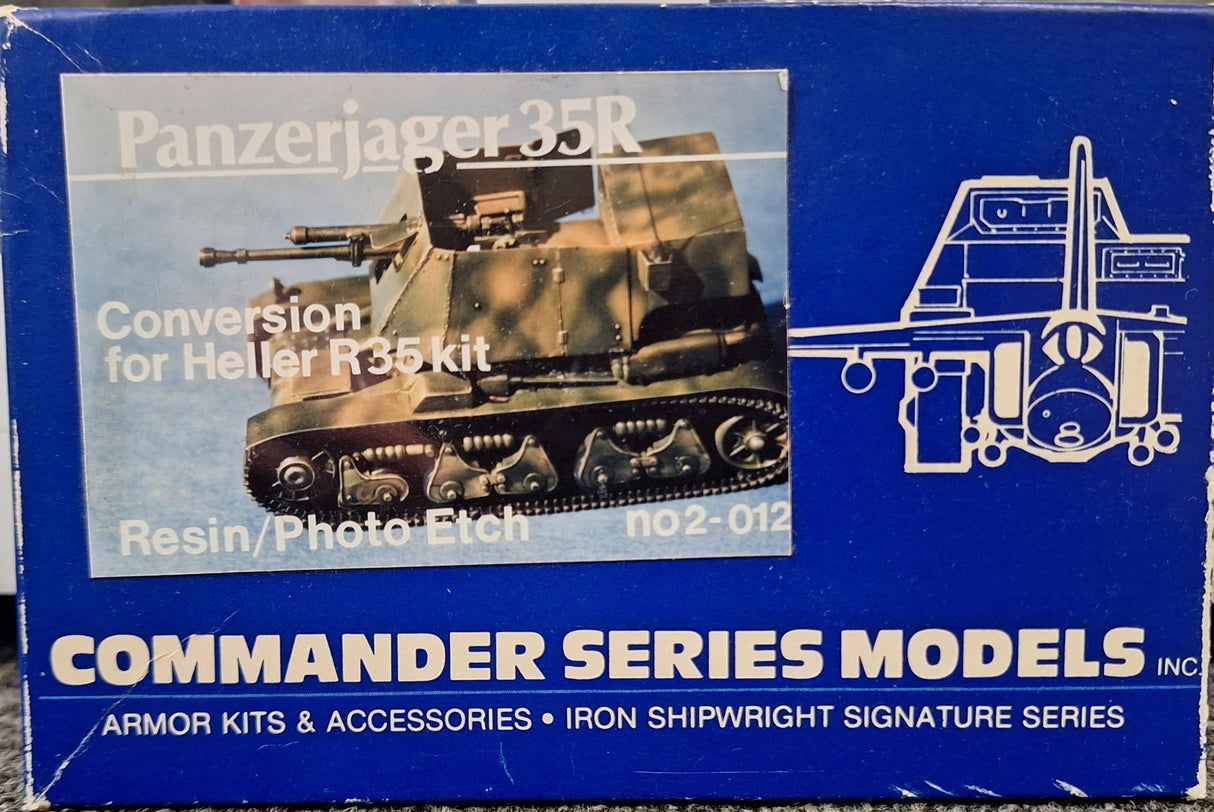 Panzerjager 35R
Conversion
for Heller R35 kit
Resin/Photo Etch
no2-012
COMMANDER SERIES MODELS INC.
ARMOR KITS & ACCESSORIES • IRON SHIPWRIGHT SIGNATURE SERIES